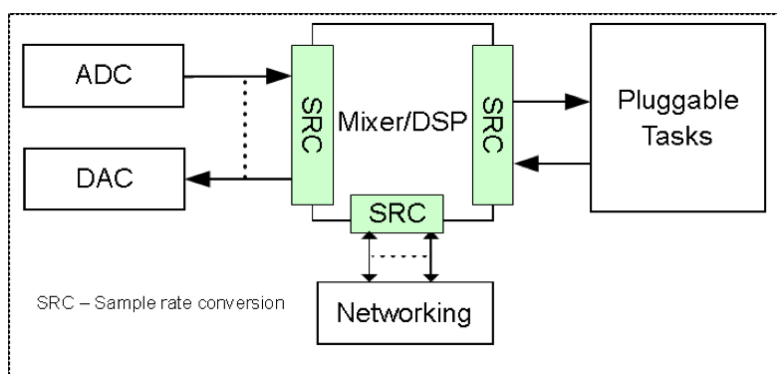 ADC
DAC
SRC
Mixer/DSP
SRC
SRC
Pluggable
Tasks
Networking
SRC – Sample rate conversion